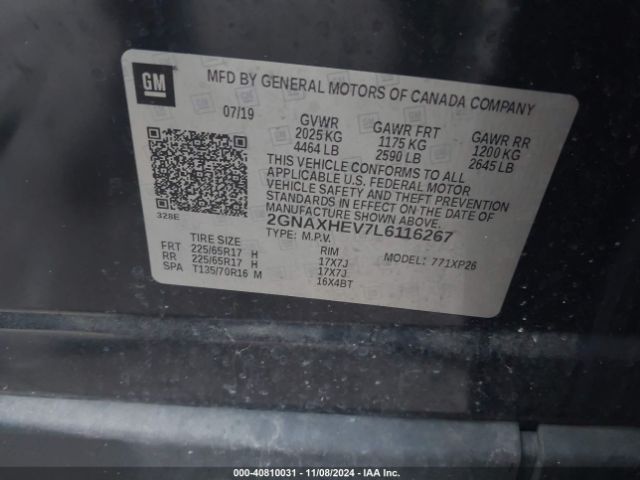 GM
MFD BY GENERAL MOTORS OF CANADA COMPANY
07/19
GVWR GAWR FRT GAWR RR
2025 KG 1175 KG 1200 KG
4464 LB 2590 LB 2645 LB
THIS VEHICLE CONFORMS TO ALL
APPLICABLE U.S. FEDERAL MOTOR
VEHICLE SAFETY AND THEFT PREVENTION
STANDARDS IN EFFECT ON THE DATE OF
MANUFACTURE SHOWN ABOVE.
328E
2GNAXHEV7L6116267
TYPE: M.P.V. MODEL: 771XP26
TIRE SIZE RIM
FRT 225/65R17 H 17X7J
RR 225/65R17 H 17X7J
SPA T135/70R16 M 16X4BT
000-40810031 - 11/08/2024 - IAA Inc.